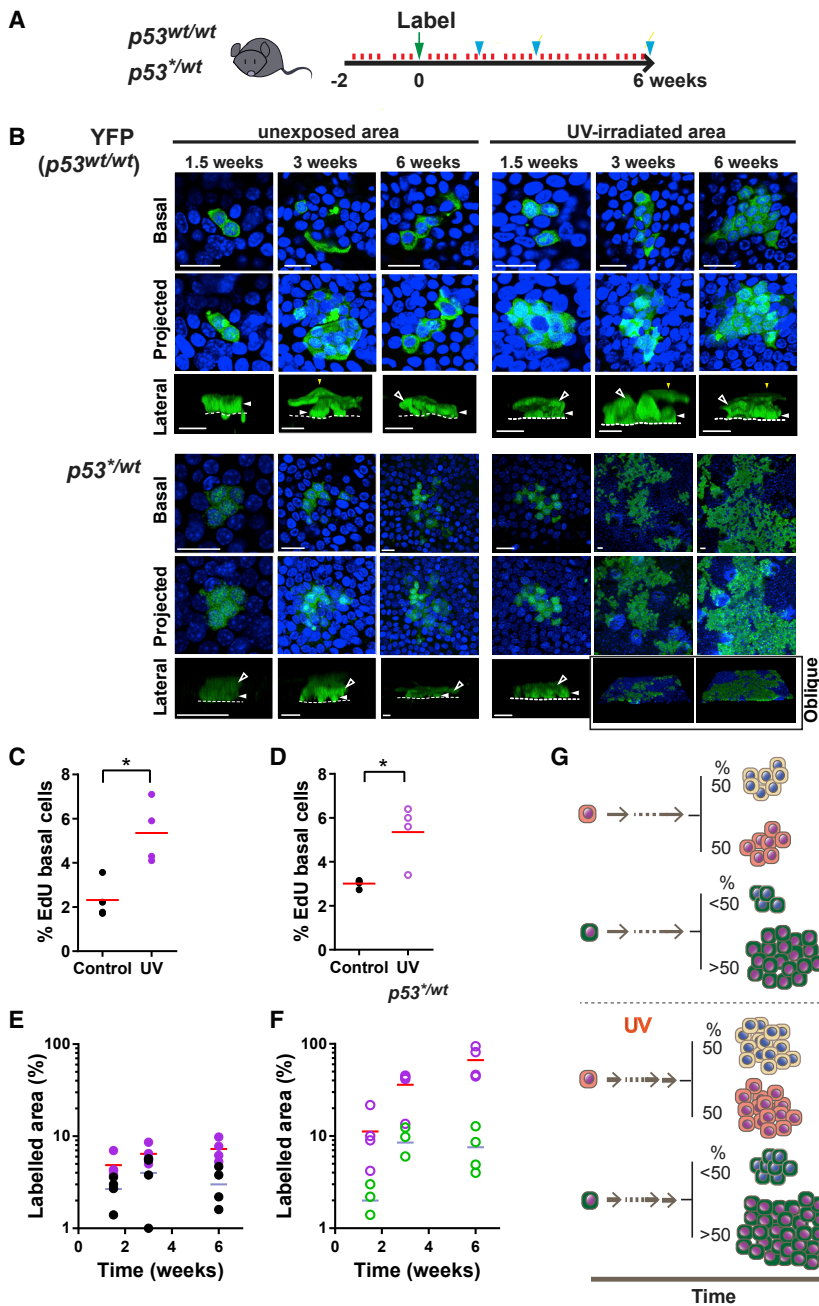 A
p53wt/wt
p53*/wt
Label
-2
0
6 weeks
B
YFP
(p53wt/wt)
unexposed area
UV-irradiated area
1.5 weeks
3 weeks
6 weeks
1.5 weeks
3 weeks
6 weeks
Basal
Projected
Lateral
p53*/wt
Basal
Projected
Lateral
Oblique
C
*
% EdU basal cells
8
6
4
2
0
Control
UV
D
*
% EdU basal cells
8
6
4
2
0
Control
UV
p53*/wt
E
Labelled area (%)
100
10
1
0
2
4
6
Time (weeks)
F
Labelled area (%)
100
10
1
0
2
4
6
Time (weeks)
G
%
50
50
%
<50
>50
UV
%
50
50
%
<50
>50
Time